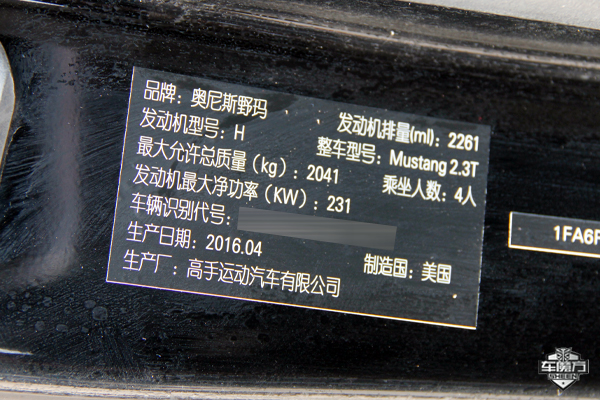 品牌：奥尼斯野玛
发动机型号：H 发动机排量(ml)：2261
最大允许总质量（kg）：2041 整车型号：Mustang 2.3T
发动机最大净功率（KW）：231 乘坐人数：4人
车辆识别代号：
生产日期：2016.04 制造国：美国
生产厂：高手运动汽车有限公司
1FA6P
车魔方
SHEEN